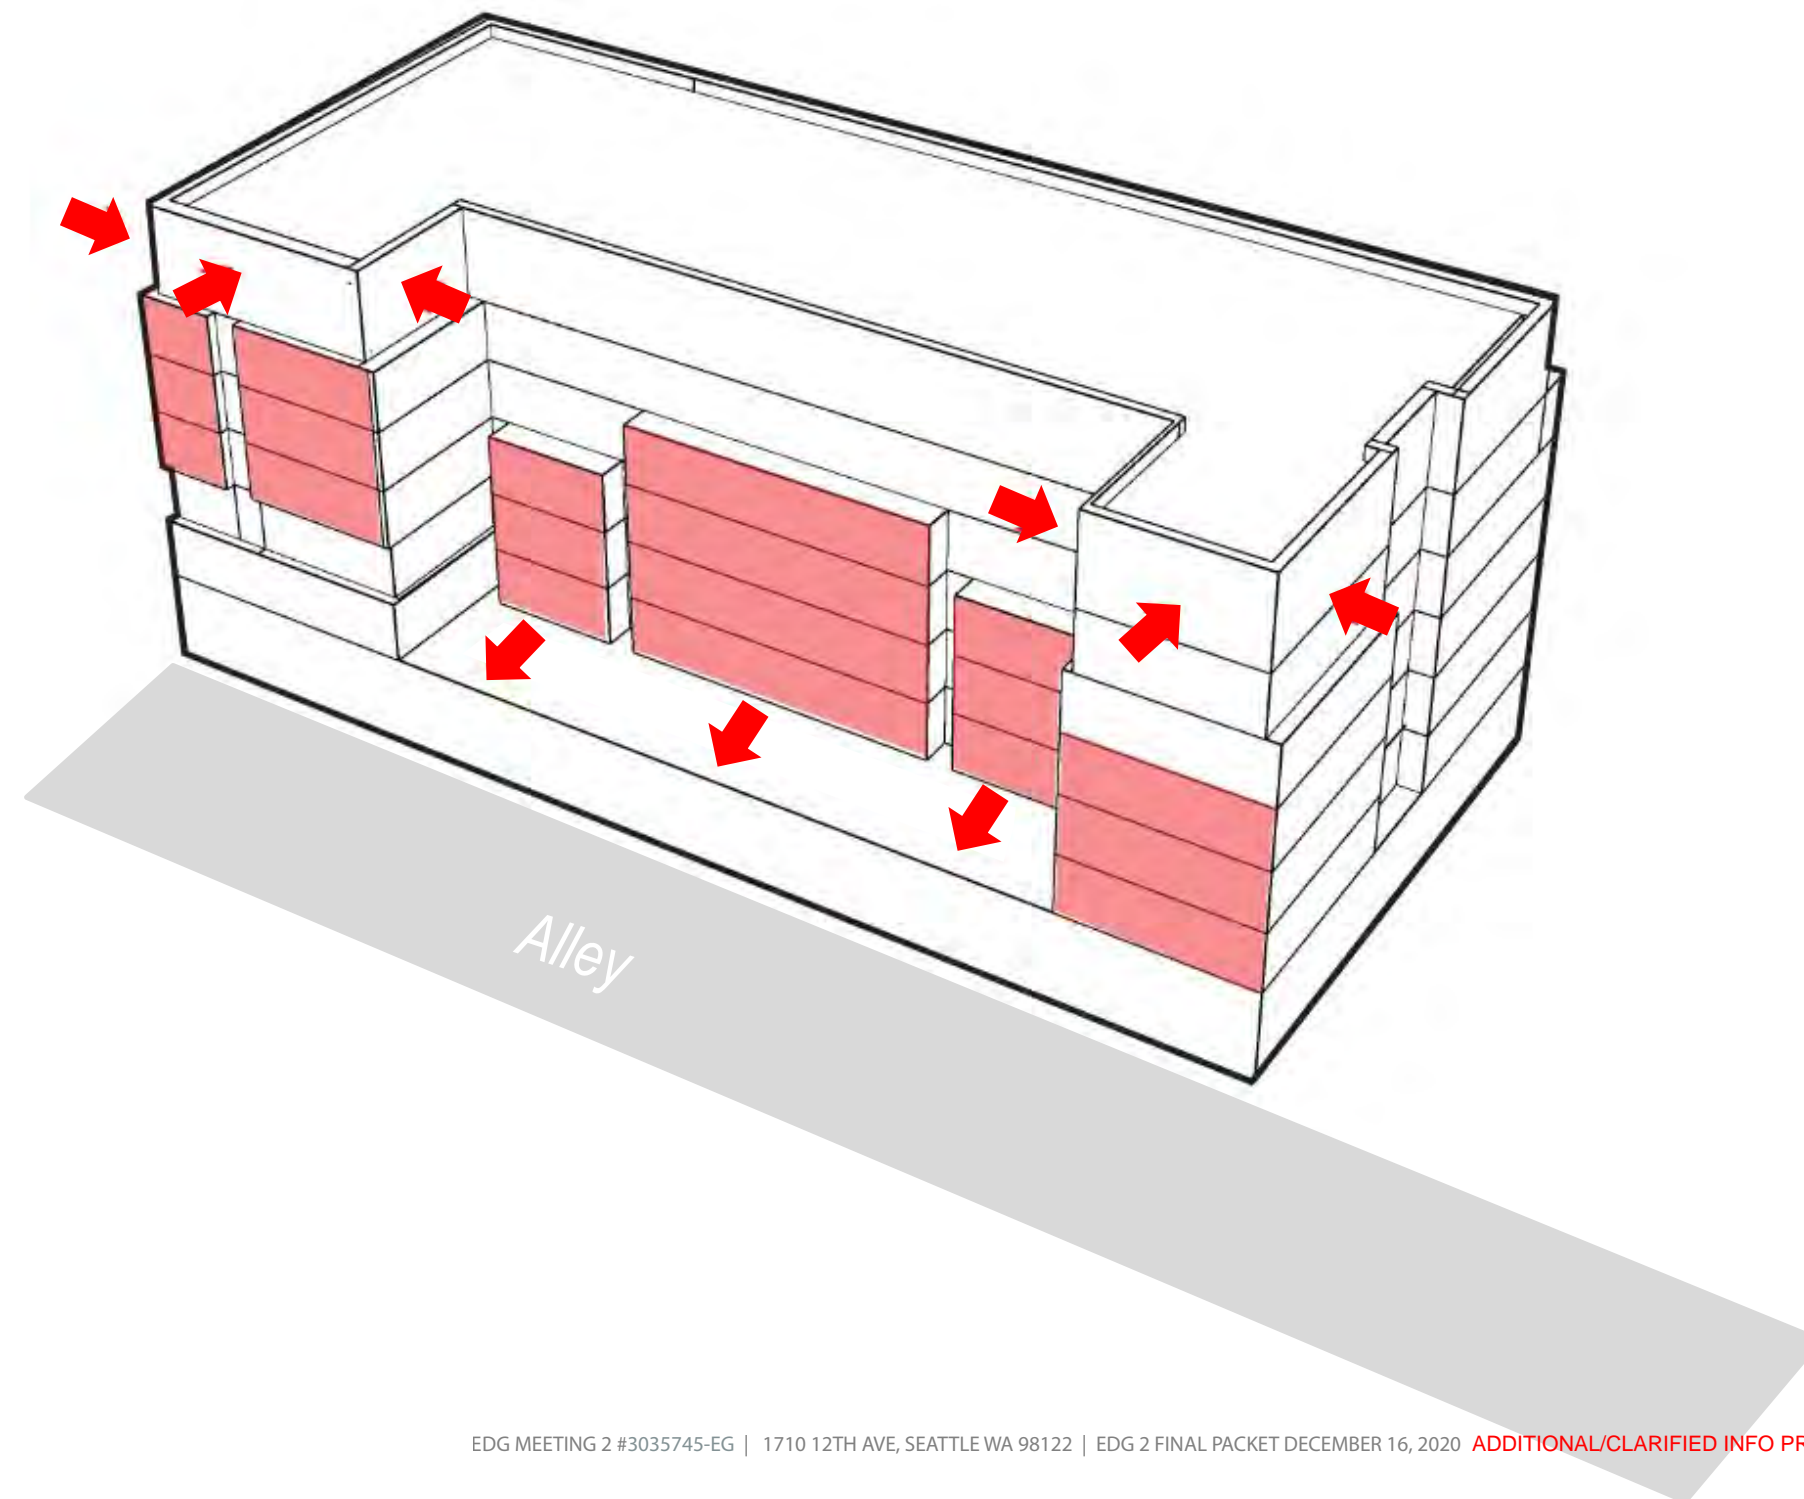 Alley
EDG MEETING 2 #3035745-EG | 1710 12TH AVE, SEATTLE WA 98122 | EDG 2 FINAL PACKET DECEMBER 16, 2020 ADDITIONAL/CLARIFIED INFO PR